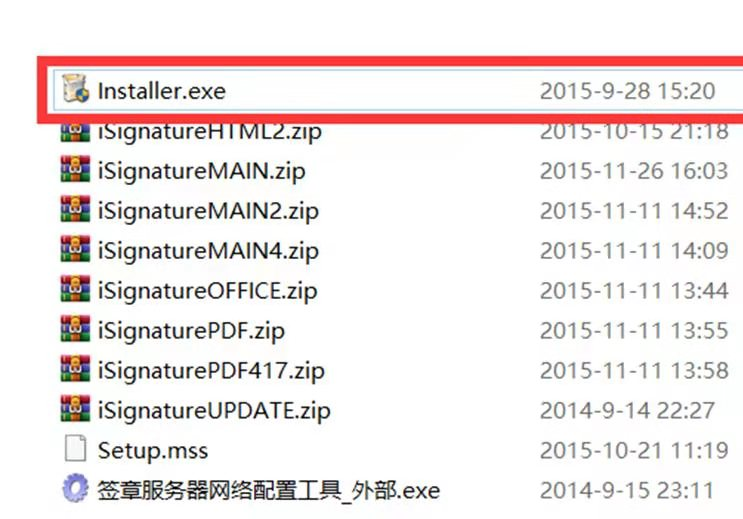 Installer.exe 2015-9-28 15:20
iSignatureHTML2.zip 2015-10-15 21:18
iSignatureMAIN.zip 2015-11-26 16:03
iSignatureMAIN2.zip 2015-11-11 14:52
iSignatureMAIN4.zip 2015-11-11 14:09
iSignatureOFFICE.zip 2015-11-11 13:44
iSignaturePDF.zip 2015-11-11 13:55
iSignaturePDF417.zip 2015-11-11 13:58
iSignatureUPDATE.zip 2014-9-14 22:27
Setup.mss 2015-10-21 11:19
签章服务器网络配置工具_外部.exe 2014-9-15 23:11